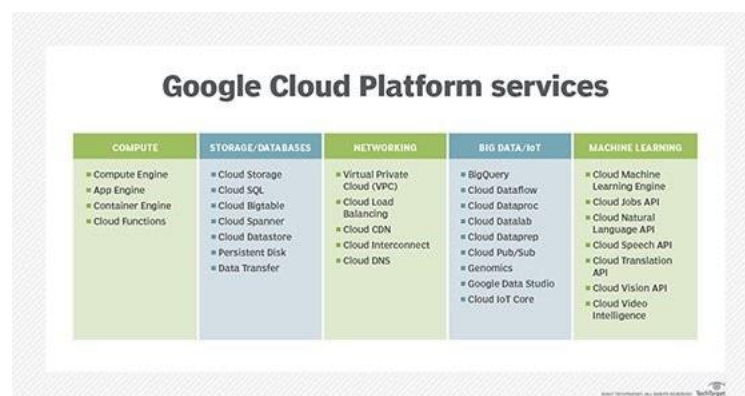 Google Cloud Platform services
COMPUTE
■ Compute Engine
■ App Engine
■ Container Engine
■ Cloud Functions
STORAGE/DATABASES
■ Cloud Storage
■ Cloud SQL
■ Cloud Bigtable
■ Cloud Spanner
■ Cloud Datastore
■ Persistent Disk
■ Data Transfer
NETWORKING
■ Virtual Private
Cloud (VPC)
■ Cloud Load
Balancing
■ Cloud CDN
■ Cloud Interconnect
■ Cloud DNS
BIG DATA/IoT
■ BigQuery
■ Cloud Dataflow
■ Cloud Dataproc
■ Cloud Datalab
■ Cloud Dataprep
■ Cloud Pub/Sub
■ Genomics
■ Google Data Studio
■ Cloud IoT Core
MACHINE LEARNING
■ Cloud Machine
Learning Engine
■ Cloud Jobs API
■ Cloud Natural
Language API
■ Cloud Speech API
■ Cloud Translation
API
■ Cloud Vision API
■ Cloud Video
Intelligence
TechTarget